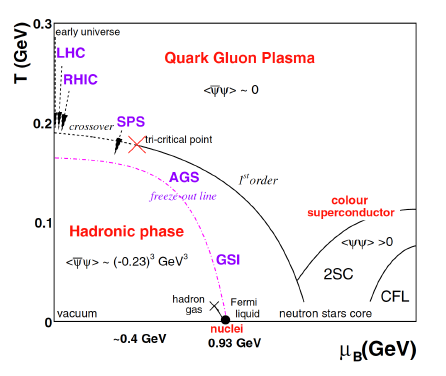 0.3
early universe
LHC
RHIC
T (GeV)
Quark Gluon Plasma
⟨ψ̅ψ⟩ ~ 0
0.2
crossover
SPS
tri-critical point
AGS
freeze-out line
1st order
colour
superconductor
0.1
Hadronic phase
GSI
⟨ψψ⟩ >0
⟨ψ̅ψ⟩ ~ (-0.23)³ GeV³
2SC
hadron
gas
Fermi
liquid
CFL
0
vacuum
nuclei
neutron stars core
~0.4 GeV
0.93 GeV
μB(GeV)